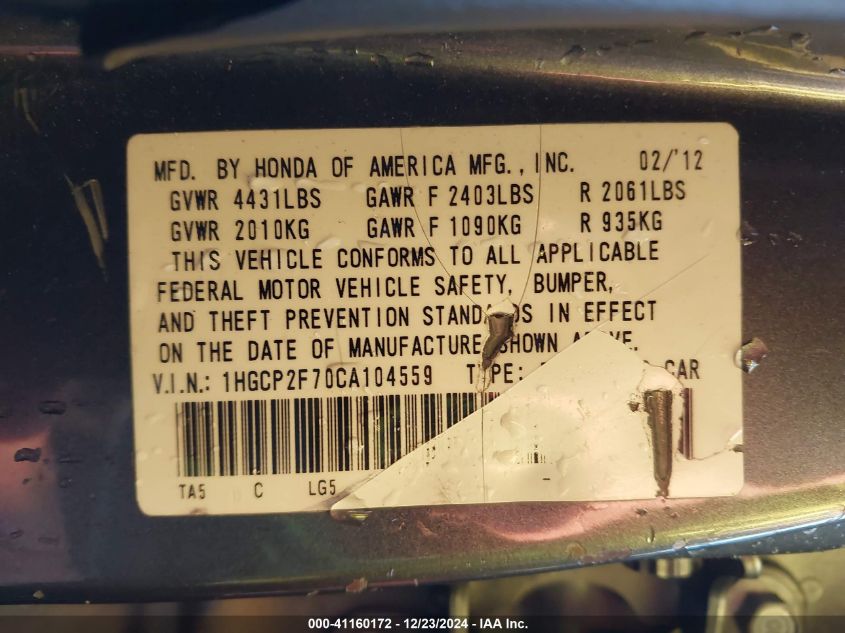 MFD. BY HONDA OF AMERICA MFG., INC. 02/'12
GVWR 4431LBS GAWR F 2403LBS R 2061LBS
GVWR 2010KG GAWR F 1090KG R 935KG
THIS VEHICLE CONFORMS TO ALL APPLICABLE
FEDERAL MOTOR VEHICLE SAFETY, BUMPER,
AND THEFT PREVENTION STANDARDS IN EFFECT
ON THE DATE OF MANUFACTURE SHOWN ABOVE.
V.I.N.: 1HGCP2F70CA104559 TYPE: CAR
TA5 C LG5
000-41160172 - 12/23/2024 - IAA Inc.